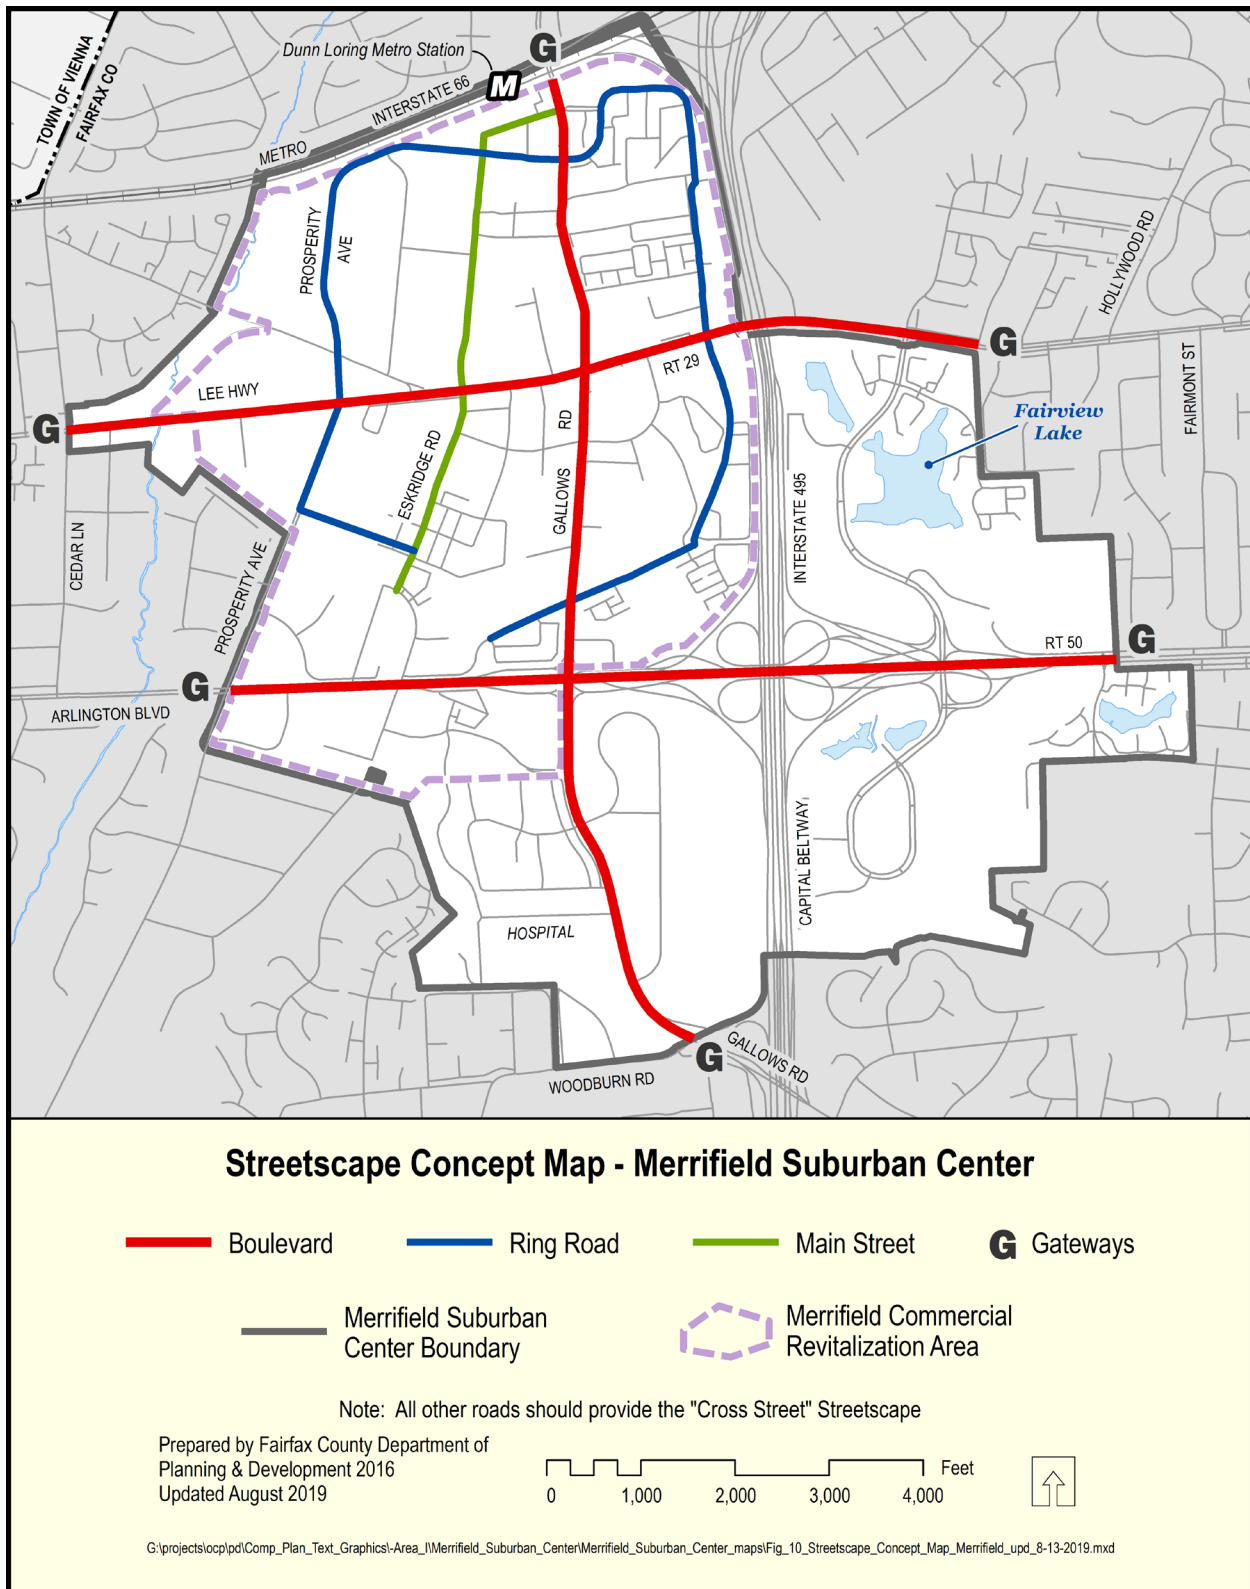 Dunn Loring Metro Station
G
M
TOWN OF VIENNA
FAIRFAX CO
INTERSTATE 66
METRO
PROSPERITY
AVE
HOLLYWOOD RD
G
RT 29
LEE HWY
FAIRMONT ST
G
RD
Fairview
Lake
ESKRIDGE RD
GALLOWS
INTERSTATE 495
CEDAR LN
PROSPERITY AVE
RT 50
G
G
ARLINGTON BLVD
CAPITAL BELTWAY
HOSPITAL
G
GALLOWS RD
WOODBURN RD
Streetscape Concept Map - Merrifield Suburban Center
Boulevard
Ring Road
Main Street
G Gateways
Merrifield Suburban
Center Boundary
Merrifield Commercial
Revitalization Area
Note: All other roads should provide the "Cross Street" Streetscape
Prepared by Fairfax County Department of
Planning & Development 2016
Updated August 2019
Feet
0 1,000 2,000 3,000 4,000
G:\projects\ocp\pd\Comp_Plan_Text_Graphics\-Area_I\Merrifield_Suburban_Center\Merrifield_Suburban_Center_maps\Fig_10_Streetscape_Concept_Map_Merrifield_upd_8-13-2019.mxd